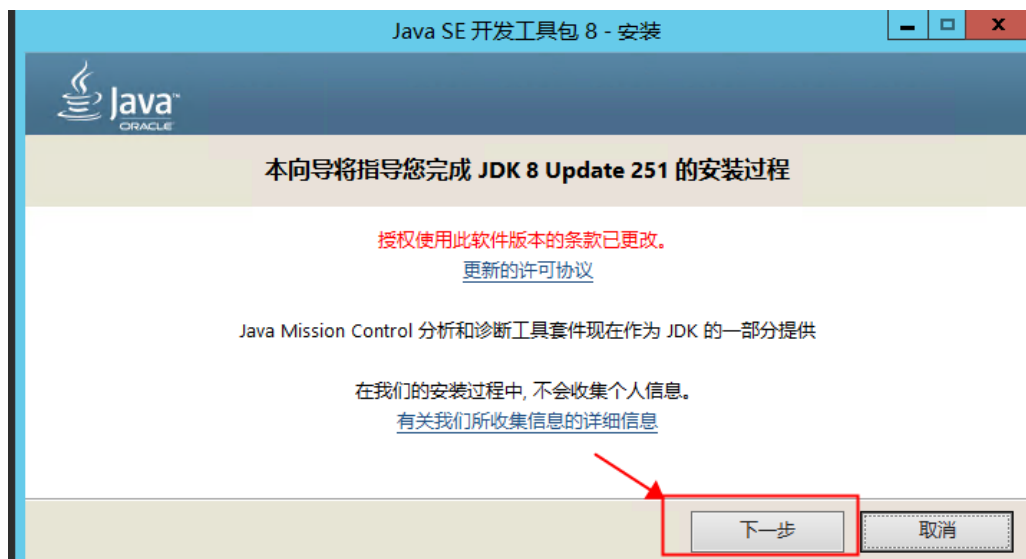 Java SE 开发工具包 8 - 安装
Java™
ORACLE
本向导将指导您完成 JDK 8 Update 251 的安装过程
授权使用此软件版本的条款已更改。
更新的许可协议
Java Mission Control 分析和诊断工具套件现在作为 JDK 的一部分提供
在我们的安装过程中, 不会收集个人信息。
有关我们所收集信息的详细信息
下一步
取消